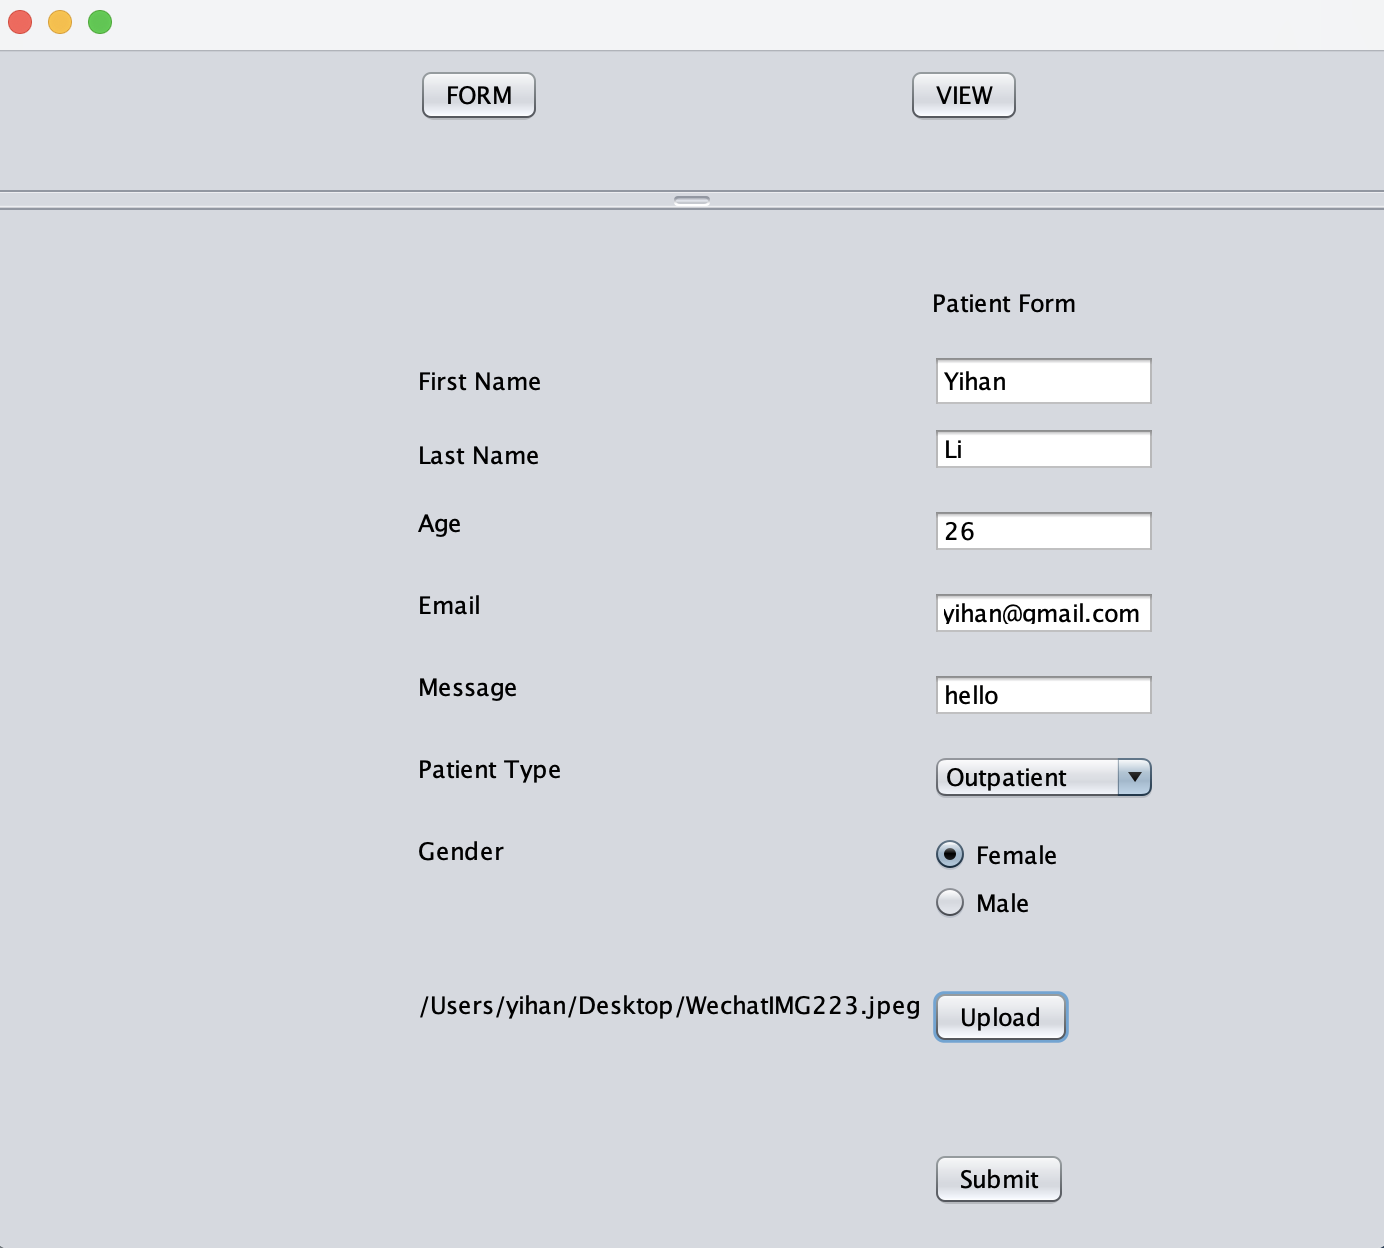 FORM VIEW
Patient Form
First Name Yihan
Last Name Li
Age 26
Email yihan@gmail.com
Message hello
Patient Type Outpatient
Gender Female
Male
/Users/yihan/Desktop/WechatIMG223.jpeg Upload
Submit